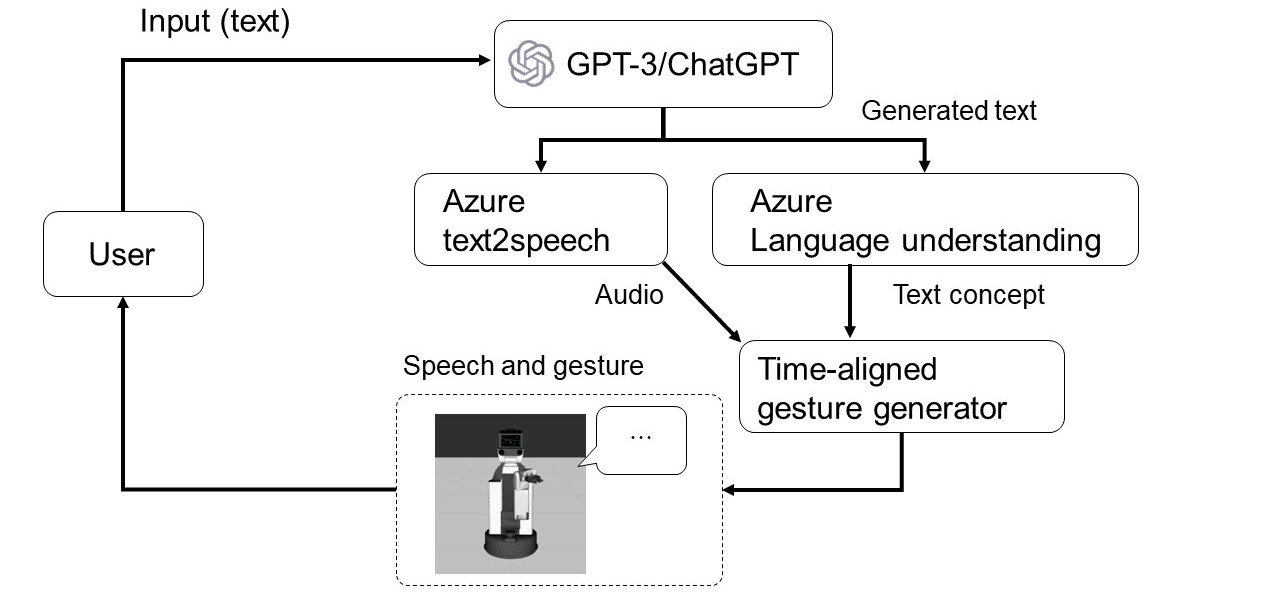 Input (text)
GPT-3/ChatGPT
Generated text
Azure
text2speech
Azure
Language understanding
User
Audio
Text concept
Speech and gesture
Time-aligned
gesture generator
...